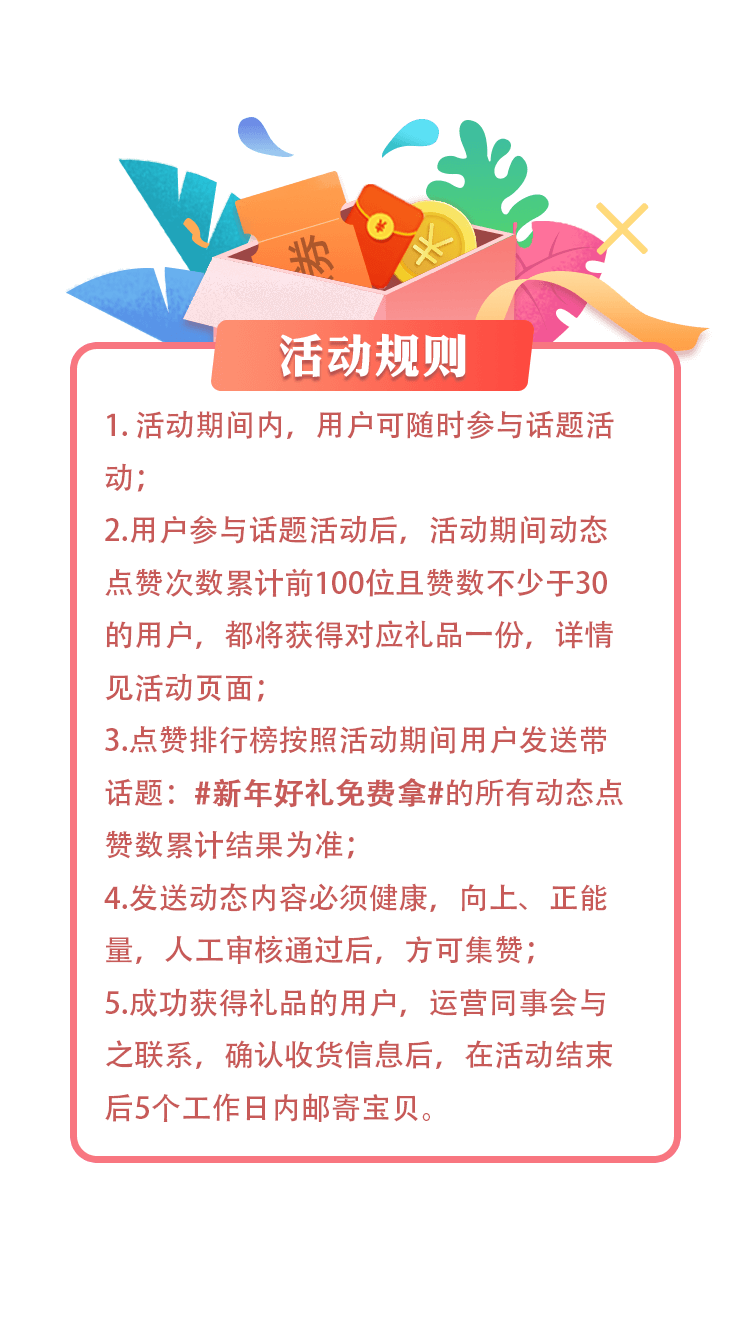 券
¥
¥
活动规则
1. 活动期间内，用户可随时参与话题活
动；
2.用户参与话题活动后，活动期间动态
点赞次数累计前100位且赞数不少于30
的用户，都将获得对应礼品一份，详情
见活动页面；
3.点赞排行榜按照活动期间用户发送带
话题：#新年好礼免费拿#的所有动态点
赞数累计结果为准；
4.发送动态内容必须健康，向上、正能
量，人工审核通过后，方可集赞；
5.成功获得礼品的用户，运营同事会与
之联系，确认收货信息后，在活动结束
后5个工作日内邮寄宝贝。